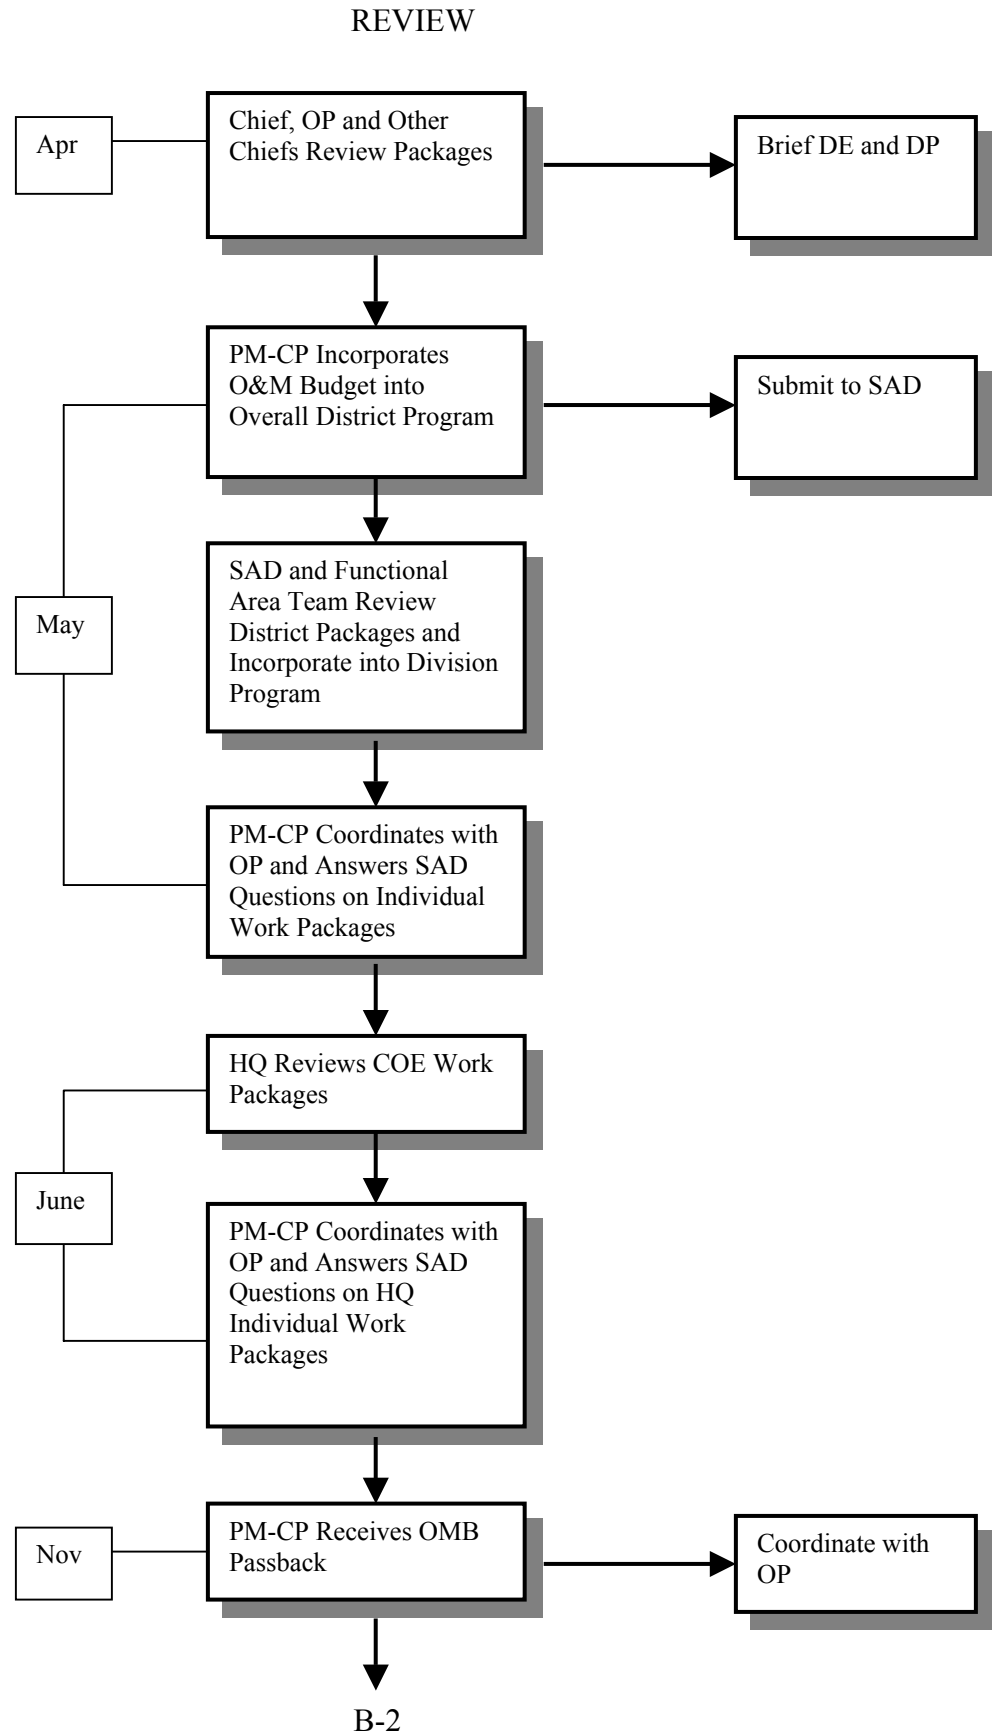 REVIEW
Apr
Chief, OP and Other
Chiefs Review Packages
Brief DE and DP
PM-CP Incorporates
O&M Budget into
Overall District Program
Submit to SAD
May
SAD and Functional
Area Team Review
District Packages and
Incorporate into Division
Program
PM-CP Coordinates with
OP and Answers SAD
Questions on Individual
Work Packages
HQ Reviews COE Work
Packages
June
PM-CP Coordinates with
OP and Answers SAD
Questions on HQ
Individual Work
Packages
Nov
PM-CP Receives OMB
Passback
Coordinate with
OP
B-2